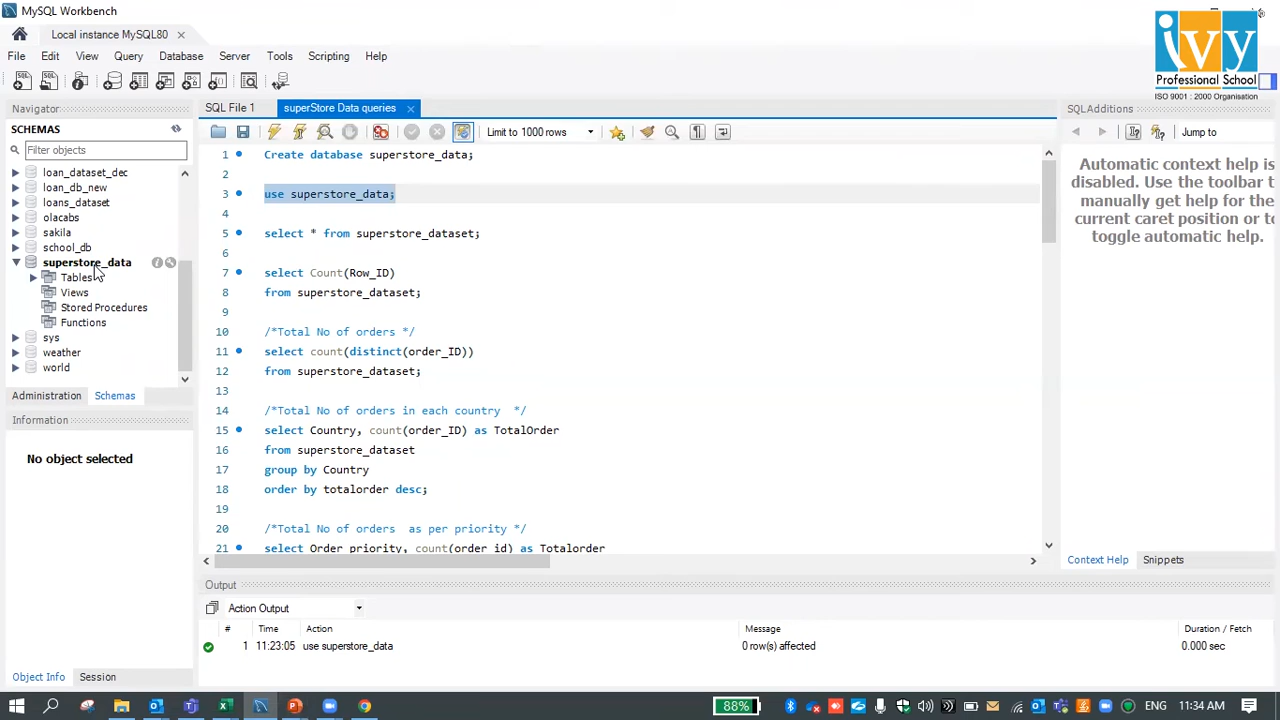 MySQL Workbench
Local instance MySQL80
File Edit View Query Database Server Tools Scripting Help
ivy
Professional School
ISO 9001 : 2000 Organisation
Navigator
SCHEMAS
Filter objects
loan_dataset_dec
loan_db_new
loans_dataset
olacabs
sakila
school_db
superstore_data
Tables
Views
Stored Procedures
Functions
sys
weather
world
Administration Schemas
Information
No object selected
Object Info Session
SQL File 1 superStore Data queries
Limit to 1000 rows
1 Create database superstore_data;
2
3 use superstore_data;
4
5 select * from superstore_dataset;
6
7 select Count(Row_ID)
8 from superstore_dataset;
9
10 /*Total No of orders */
11 select count(distinct(order_ID))
12 from superstore_dataset;
13
14 /*Total No of orders in each country */
15 select Country, count(order_ID) as TotalOrder
16 from superstore_dataset
17 group by Country
18 order by totalorder desc;
19
20 /*Total No of orders as per priority */
21 select Order_priority, count(order_id) as Totalorder
SQLAdditions
Jump to
Automatic context help is
disabled. Use the toolbar t
manually get help for the
current caret position or to
toggle automatic help.
Context Help Snippets
Output
Action Output
# Time Action Message Duration / Fetch
1 11:23:05 use superstore_data 0 row(s) affected 0.000 sec
88% ENG 11:34 AM